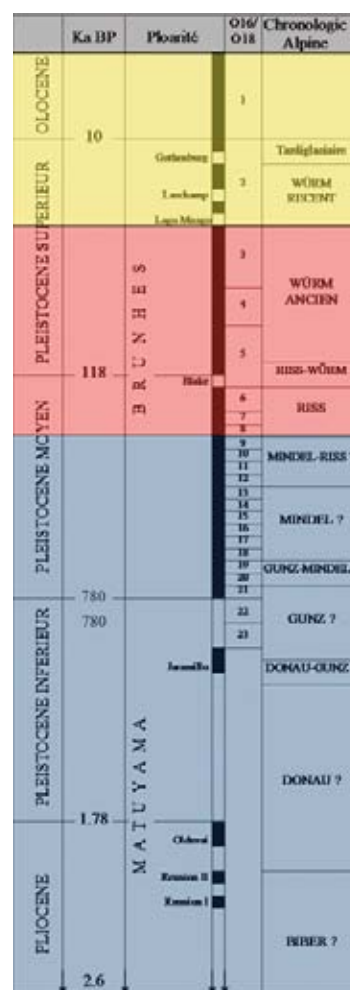 Ka BP
Ploarité
O16/
O18
Chronologic
Alpine
OLOCENE
1
10
Gothenburg
Tardiglaciaire
PLEISTOCENE SUPERIEUR
2
Laschamp
WÜRM
RECENT
Lago Mungo
3
WÜRM
ANCIEN
4
5
BRUNHES
118
RISS-WÜRM
Blake
6
RISS
7
8
PLEISTOCENE MOYEN
9
MINDEL-RISS
10
11
12
13
14
MINDEL ?
15
16
17
18
19
GUNZ-MINDEL
20
21
780
780
22
GUNZ ?
23
PLEISTOCENE INFERIEUR
Jaramillo
DONAU-GUNZ
MATUYAMA
DONAU ?
1.78
Olduvai
PLIOCENE
Reunion II
Reunion I
BIBER ?
2.6